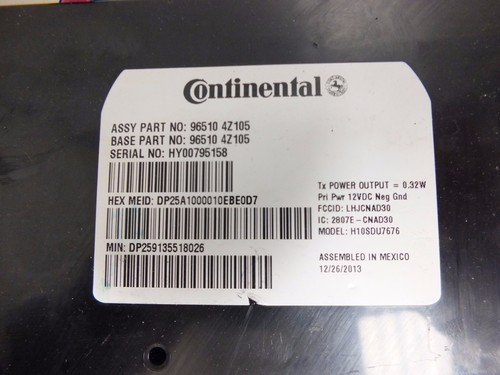 Continental
ASSY PART NO: 96510 4Z105
BASE PART NO: 96510 4Z105
SERIAL NO: HY00795158
HEX MEID: DP25A1000010EBE0D7
MIN: DP259135518026
Tx POWER OUTPUT = 0.32W
Pri Pwr 12VDC Neg Gnd
FCCID: LHJCNAD30
IC: 2807E-CNAD30
MODEL: H10SDU7676
ASSEMBLED IN MEXICO
12/26/2013